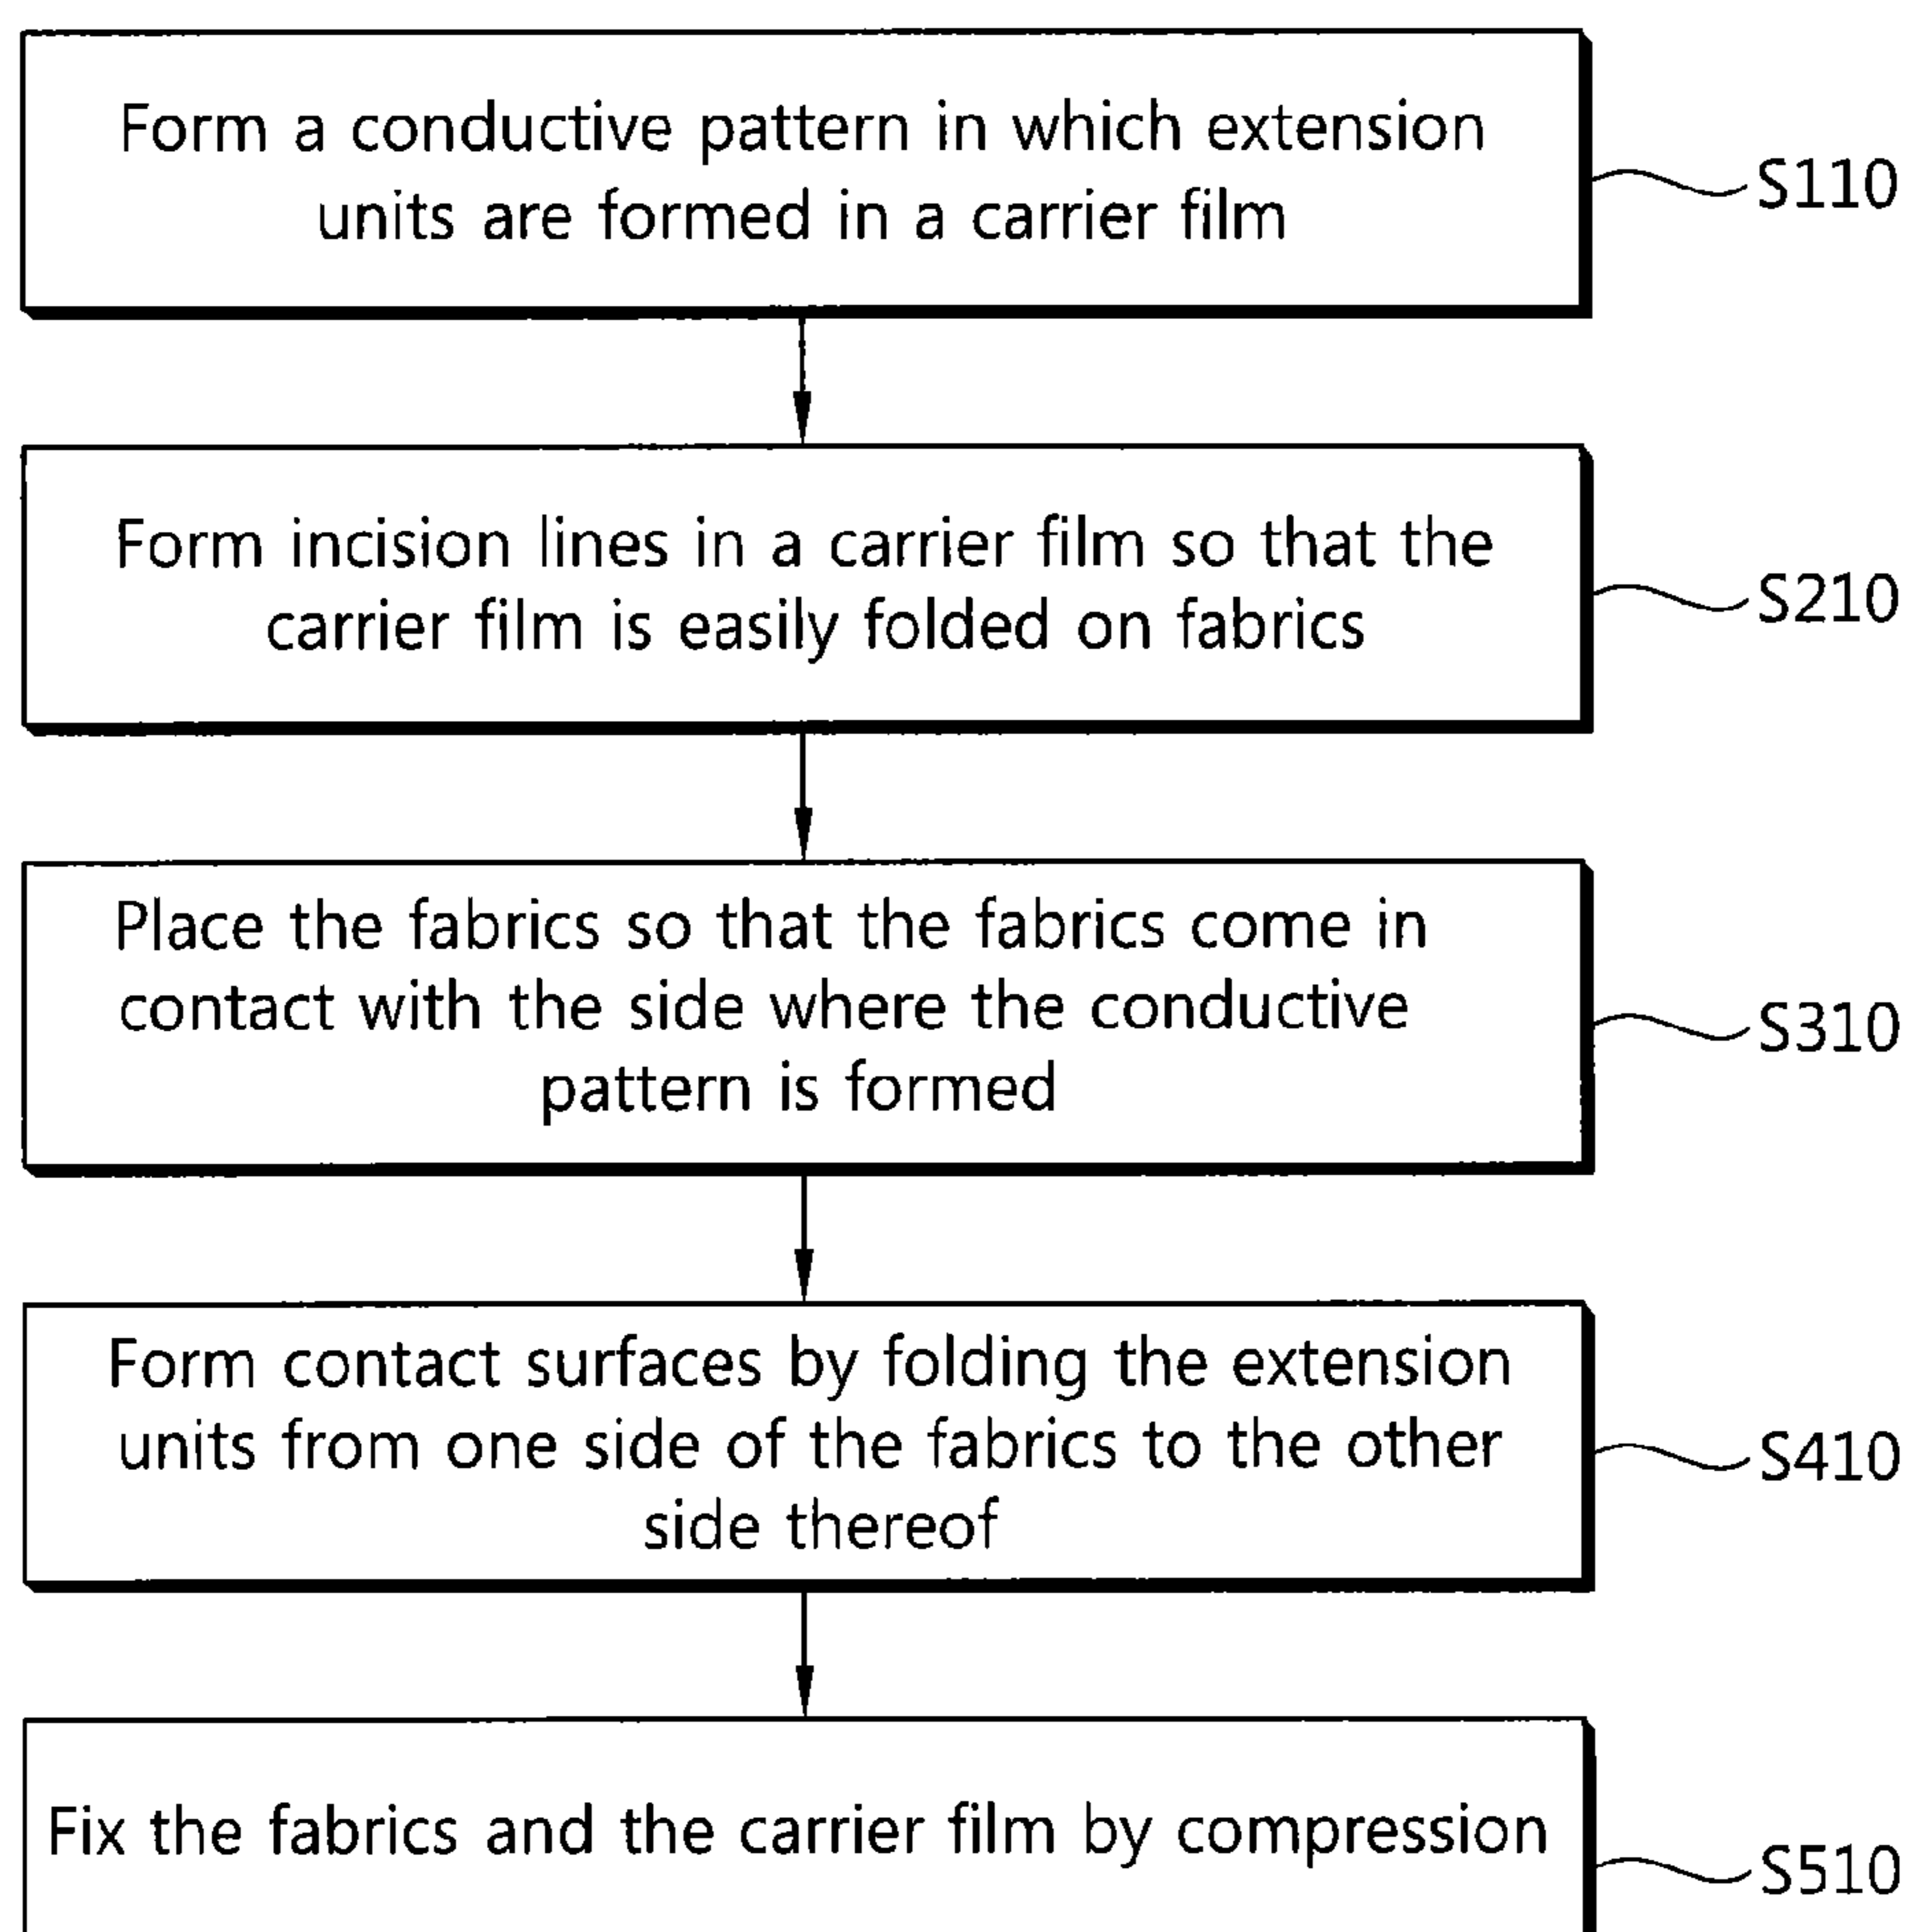 Form a conductive pattern in which extension
units are formed in a carrier film
S110
Form incision lines in a carrier film so that the
carrier film is easily folded on fabrics
S210
Place the fabrics so that the fabrics come in
contact with the side where the conductive
pattern is formed
S310
Form contact surfaces by folding the extension
units from one side of the fabrics to the other
side thereof
S410
Fix the fabrics and the carrier film by compression
S510